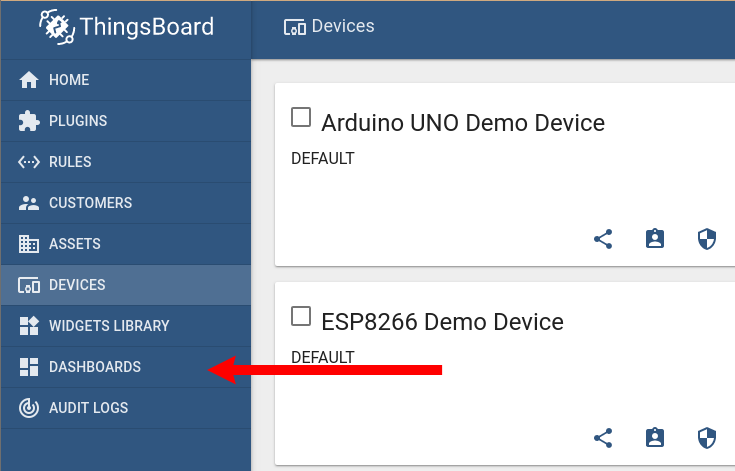 ThingsBoard
Devices
HOME
PLUGINS
RULES
CUSTOMERS
ASSETS
DEVICES
WIDGETS LIBRARY
DASHBOARDS
AUDIT LOGS
Arduino UNO Demo Device
DEFAULT
ESP8266 Demo Device
DEFAULT